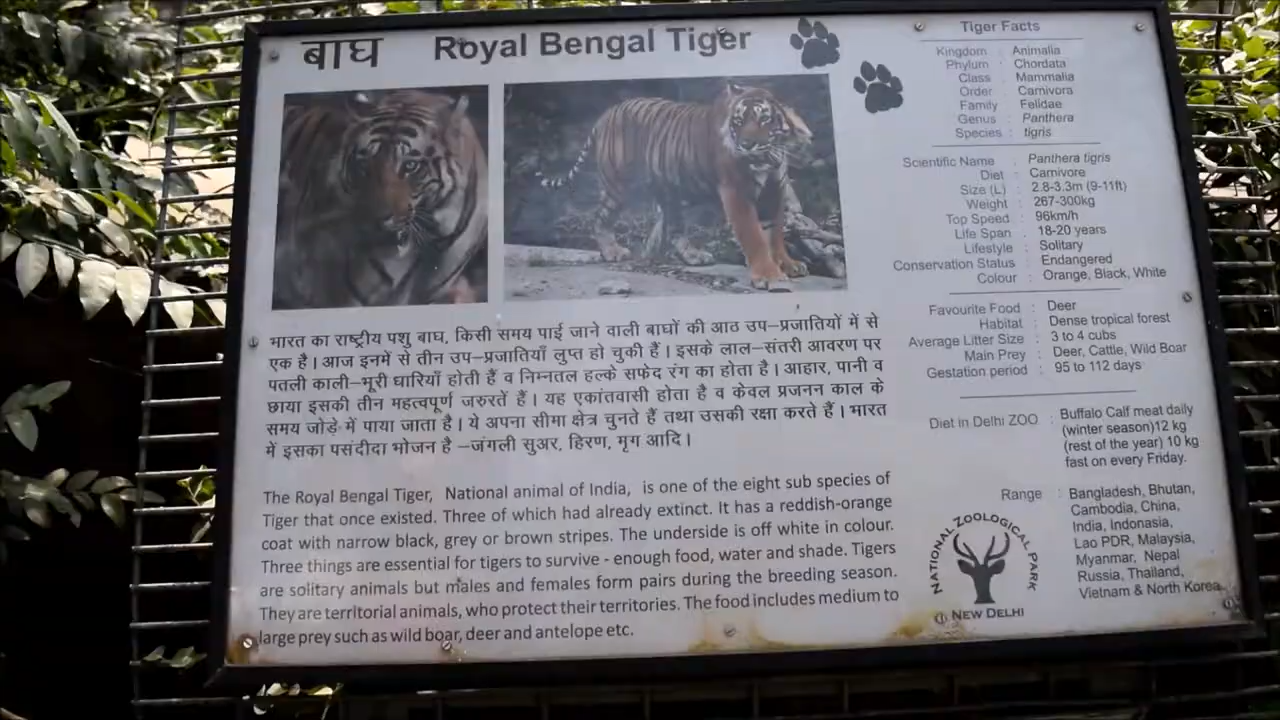 बाघ Royal Bengal Tiger
भारत का राष्ट्रीय पशु बाघ, किसी समय पाई जाने वाली बाघों की आठ उप–प्रजातियों में से
एक है। आज इनमें से तीन उप–प्रजातियाँ लुप्त हो चुकी हैं। इसके लाल–संतरी आवरण पर
पतली काली–भूरी धारियाँ होती हैं व निम्नतल हल्के सफेद रंग का होता है। आहार, पानी व
छाया इसकी तीन महत्वपूर्ण जरुरतें हैं। यह एकांतवासी होता है व केवल प्रजनन काल के
समय जोड़े में पाया जाता है। ये अपना सीमा क्षेत्र चुनते हैं तथा उसकी रक्षा करते हैं। भारत
में इसका पसंदीदा भोजन है –जंगली सुअर, हिरण, मृग आदि।
The Royal Bengal Tiger, National animal of India, is one of the eight sub species of
Tiger that once existed. Three of which had already extinct. It has a reddish-orange
coat with narrow black, grey or brown stripes. The underside is off white in colour.
Three things are essential for tigers to survive - enough food, water and shade. Tigers
are solitary animals but males and females form pairs during the breeding season.
They are territorial animals, who protect their territories. The food includes medium to
large prey such as wild boar, deer and antelope etc.
Tiger Facts
Kingdom : Animalia
Phylum : Chordata
Class : Mammalia
Order : Carnivora
Family : Felidae
Genus : Panthera
Species : tigris
Scientific Name : Panthera tigris
Diet : Carnivore
Size (L) : 2.8-3.3m (9-11ft)
Weight : 267-300kg
Top Speed : 96km/h
Life Span : 18-20 years
Lifestyle : Solitary
Conservation Status : Endangered
Colour : Orange, Black, White
Favourite Food : Deer
Habitat : Dense tropical forest
Average Litter Size : 3 to 4 cubs
Main Prey : Deer, Cattle, Wild Boar
Gestation period : 95 to 112 days
Diet in Delhi ZOO : Buffalo Calf meat daily
(winter season)12 kg
(rest of the year) 10 kg
fast on every Friday.
Range : Bangladesh, Bhutan,
Cambodia, China,
India, Indonasia,
Lao PDR, Malaysia,
Myanmar, Nepal
Russia, Thailand,
Vietnam & North Korea
NATIONAL ZOOLOGICAL PARK
NEW DELHI